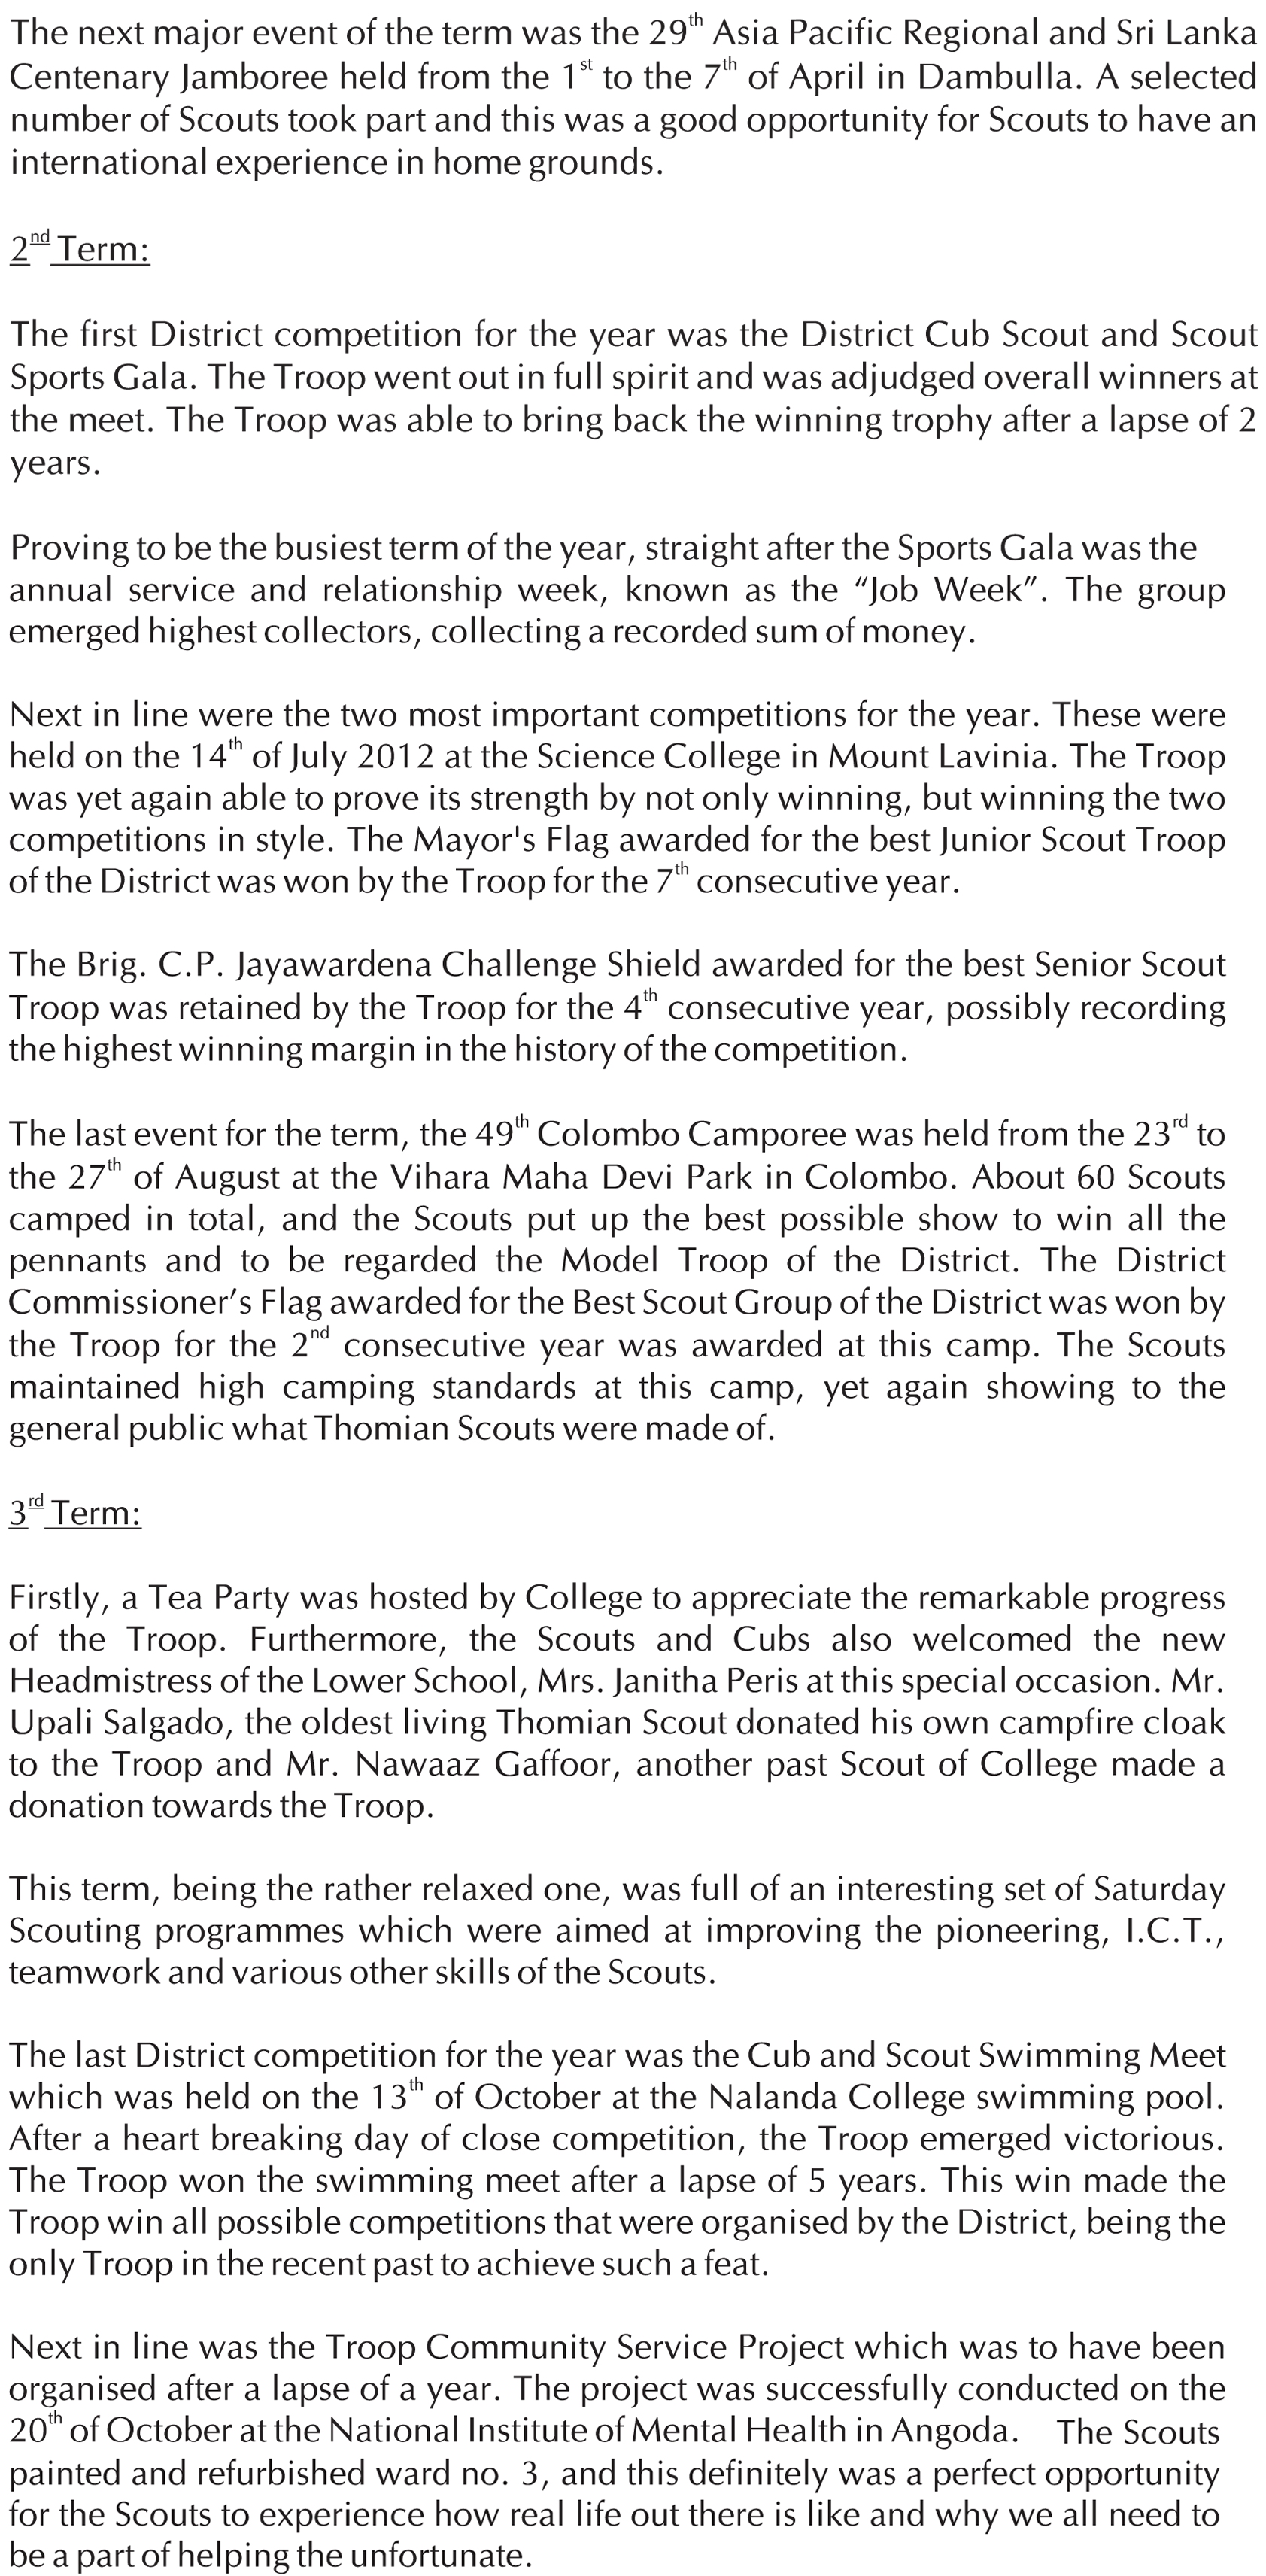 The next major event of the term was the 29th Asia Pacific Regional and Sri Lanka
Centenary Jamboree held from the 1st to the 7th of April in Dambulla. A selected
number of Scouts took part and this was a good opportunity for Scouts to have an
international experience in home grounds.
2nd Term:
The first District competition for the year was the District Cub Scout and Scout
Sports Gala. The Troop went out in full spirit and was adjudged overall winners at
the meet. The Troop was able to bring back the winning trophy after a lapse of 2
years.
Proving to be the busiest term of the year, straight after the Sports Gala was the
annual service and relationship week, known as the “Job Week”. The group
emerged highest collectors, collecting a recorded sum of money.
Next in line were the two most important competitions for the year. These were
held on the 14th of July 2012 at the Science College in Mount Lavinia. The Troop
was yet again able to prove its strength by not only winning, but winning the two
competitions in style. The Mayor's Flag awarded for the best Junior Scout Troop
of the District was won by the Troop for the 7th consecutive year.
The Brig. C.P. Jayawardena Challenge Shield awarded for the best Senior Scout
Troop was retained by the Troop for the 4th consecutive year, possibly recording
the highest winning margin in the history of the competition.
The last event for the term, the 49th Colombo Camporee was held from the 23rd to
the 27th of August at the Vihara Maha Devi Park in Colombo. About 60 Scouts
camped in total, and the Scouts put up the best possible show to win all the
pennants and to be regarded the Model Troop of the District. The District
Commissioner’s Flag awarded for the Best Scout Group of the District was won by
the Troop for the 2nd consecutive year was awarded at this camp. The Scouts
maintained high camping standards at this camp, yet again showing to the
general public what Thomian Scouts were made of.
3rd Term:
Firstly, a Tea Party was hosted by College to appreciate the remarkable progress
of the Troop. Furthermore, the Scouts and Cubs also welcomed the new
Headmistress of the Lower School, Mrs. Janitha Peris at this special occasion. Mr.
Upali Salgado, the oldest living Thomian Scout donated his own campfire cloak
to the Troop and Mr. Nawaaz Gaffoor, another past Scout of College made a
donation towards the Troop.
This term, being the rather relaxed one, was full of an interesting set of Saturday
Scouting programmes which were aimed at improving the pioneering, I.C.T.,
teamwork and various other skills of the Scouts.
The last District competition for the year was the Cub and Scout Swimming Meet
which was held on the 13th of October at the Nalanda College swimming pool.
After a heart breaking day of close competition, the Troop emerged victorious.
The Troop won the swimming meet after a lapse of 5 years. This win made the
Troop win all possible competitions that were organised by the District, being the
only Troop in the recent past to achieve such a feat.
Next in line was the Troop Community Service Project which was to have been
organised after a lapse of a year. The project was successfully conducted on the
20th of October at the National Institute of Mental Health in Angoda. The Scouts
painted and refurbished ward no. 3, and this definitely was a perfect opportunity
for the Scouts to experience how real life out there is like and why we all need to
be a part of helping the unfortunate.